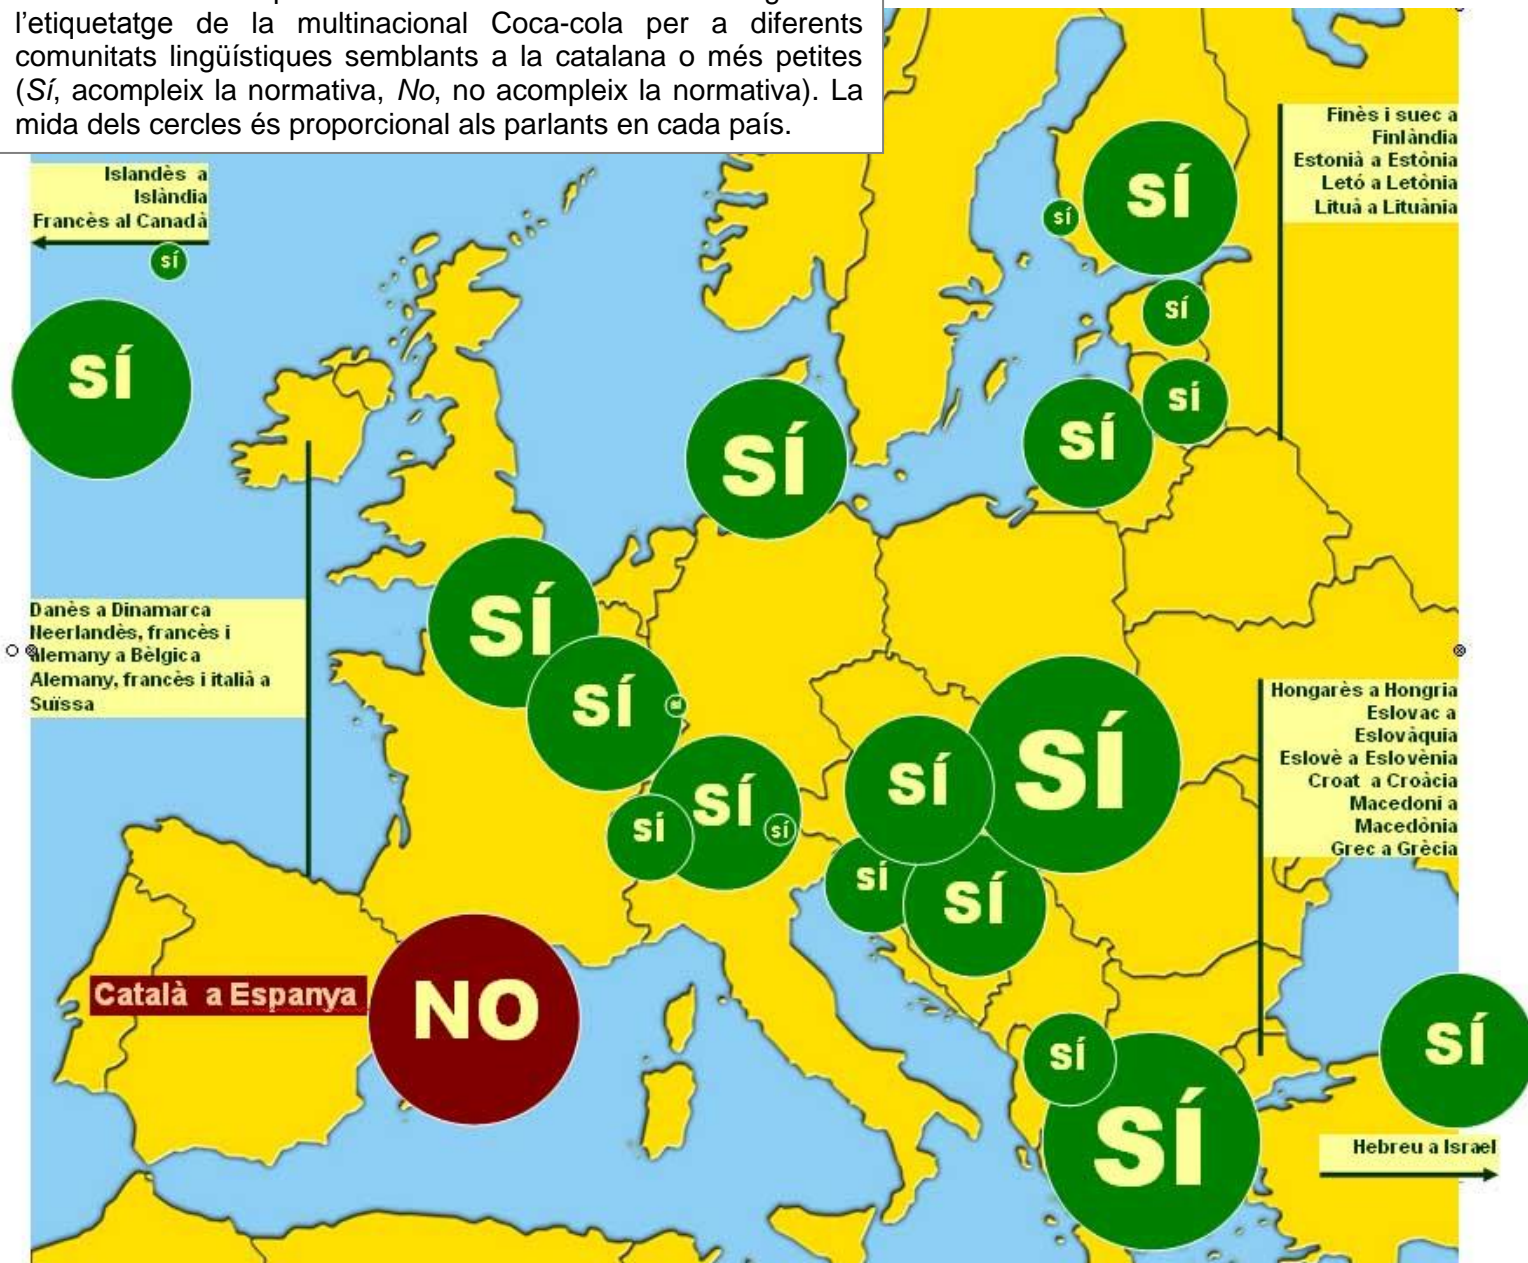 l'etiquetatge de la multinacional Coca-cola per a diferents
comunitats lingüístiques semblants a la catalana o més petites
(Sí, acompleix la normativa, No, no acompleix la normativa). La
mida dels cercles és proporcional als parlants en cada país.
Islandès a
Islàndia
Francès al Canadà
sí
SÍ
Finès i suec a
Finlàndia
Estonià a Estònia
Letó a Letònia
Lituà a Lituània
SÍ
sí
sí
sí
SÍ
SÍ
Danès a Dinamarca
Neerlandès, francès i
alemany a Bèlgica
Alemany, francès i italià a
Suïssa
SÍ
SÍ
sí
SÍ
sí
sí
Hongarès a Hongria
Eslovac a
Eslovàquia
Eslovè a Eslovènia
Croat a Croàcia
Macedoni a
Macedònia
Grec a Grècia
SÍ
SÍ
sí
SÍ
Català a Espanya
NO
SÍ
SÍ
SÍ
Hebreu a Israel